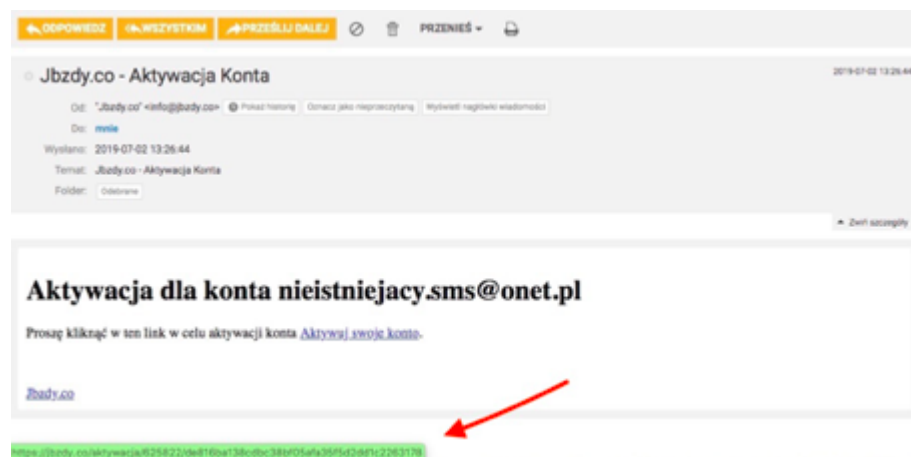 ODPOWIEDZ WSZYSTKIM PRZEŚLIJ DALEJ PRZENIEŚ
Jbzdy.co - Aktywacja Konta 2019-07-02 13:26:44
Od: "Jbzdy.co" <info@jbzdy.co> Pokaż historię Oznacz jako nieprzeczytaną Wyświetl nagłówki wiadomości
Do: mnie
Wysłano: 2019-07-02 13:26:44
Temat: Jbzdy.co - Aktywacja Konta
Folder: Odebrane
Zwiń szczegóły
Aktywacja dla konta nieistniejacy.sms@onet.pl
Proszę kliknąć w ten link w celu aktywacji konta Aktywuj swoje konto.
Jbzdy.co